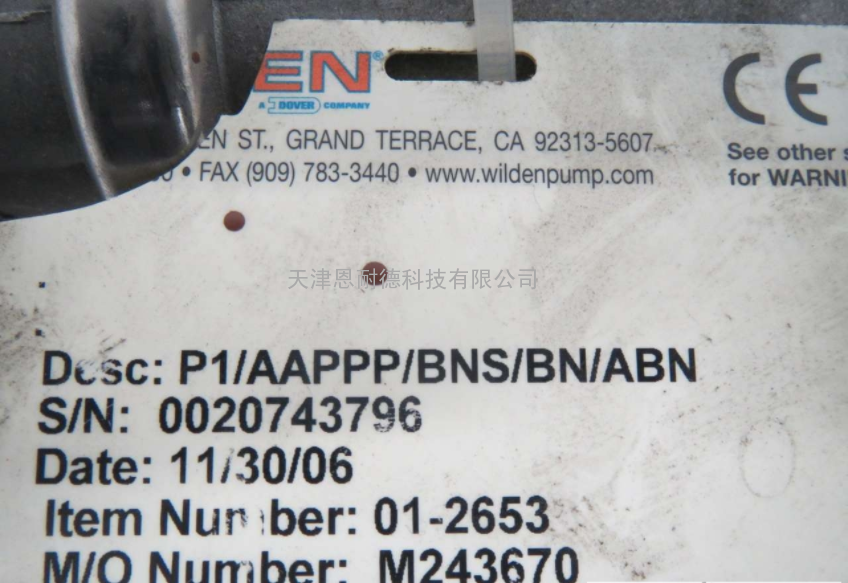 EN®
A DOVER COMPANY
EN ST., GRAND TERRACE, CA 92313-5607
0 • FAX (909) 783-3440 • www.wildenpump.com
CE
See other
for WARNI
天津恩耐德科技有限公司
Desc: P1/AAPPP/BNS/BN/ABN
S/N: 0020743796
Date: 11/30/06
Item Number: 01-2653
M/O Number: M243670